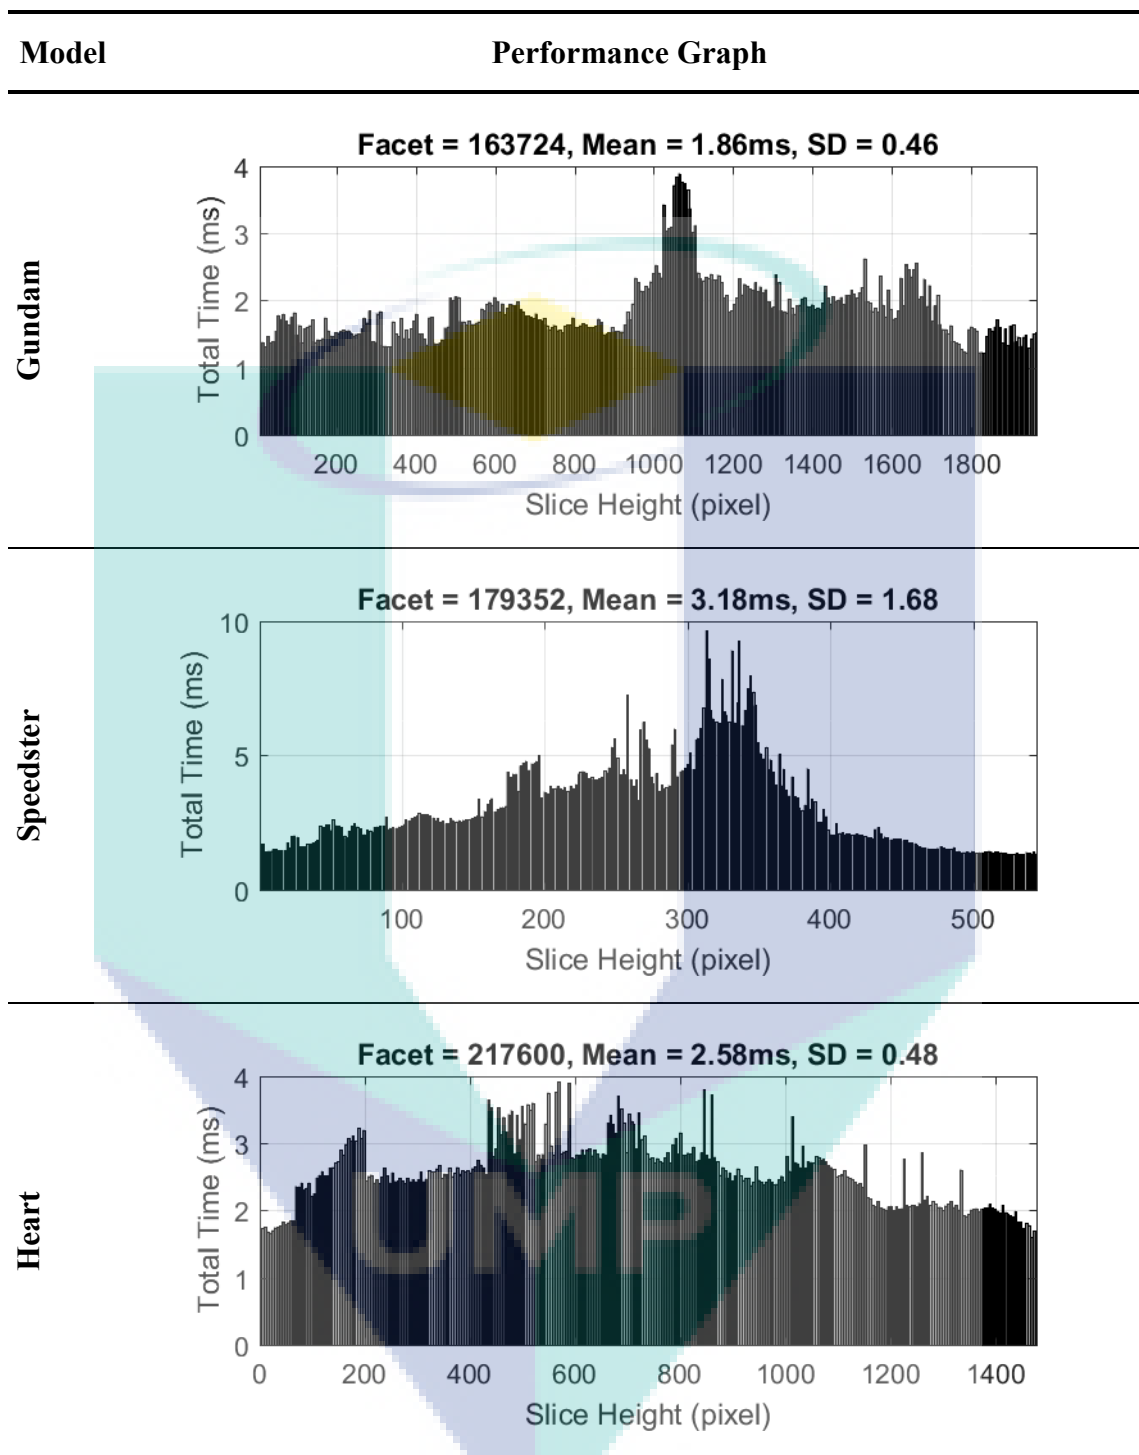 Model Performance Graph
Gundam
Facet = 163724, Mean = 1.86ms, SD = 0.46
Total Time (ms)
4
3
2
1
0
200 400 600 800 1000 1200 1400 1600 1800
Slice Height (pixel)
Speedster
Facet = 179352, Mean = 3.18ms, SD = 1.68
Total Time (ms)
10
5
0
100 200 300 400 500
Slice Height (pixel)
Heart
Facet = 217600, Mean = 2.58ms, SD = 0.48
Total Time (ms)
4
3
2
1
0
UMP
0 200 400 600 800 1000 1200 1400
Slice Height (pixel)